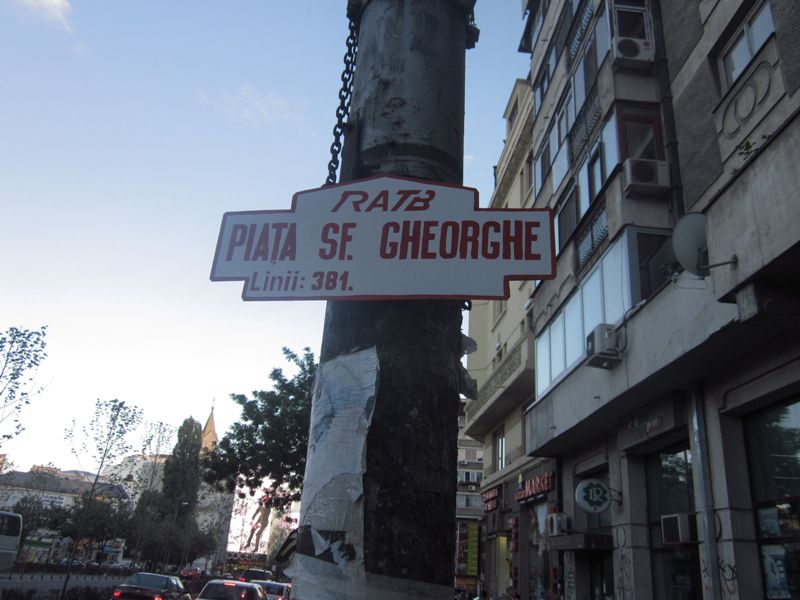 RATB
PIAȚA SF. GHEORGHE
Linii: 381.
MARKET